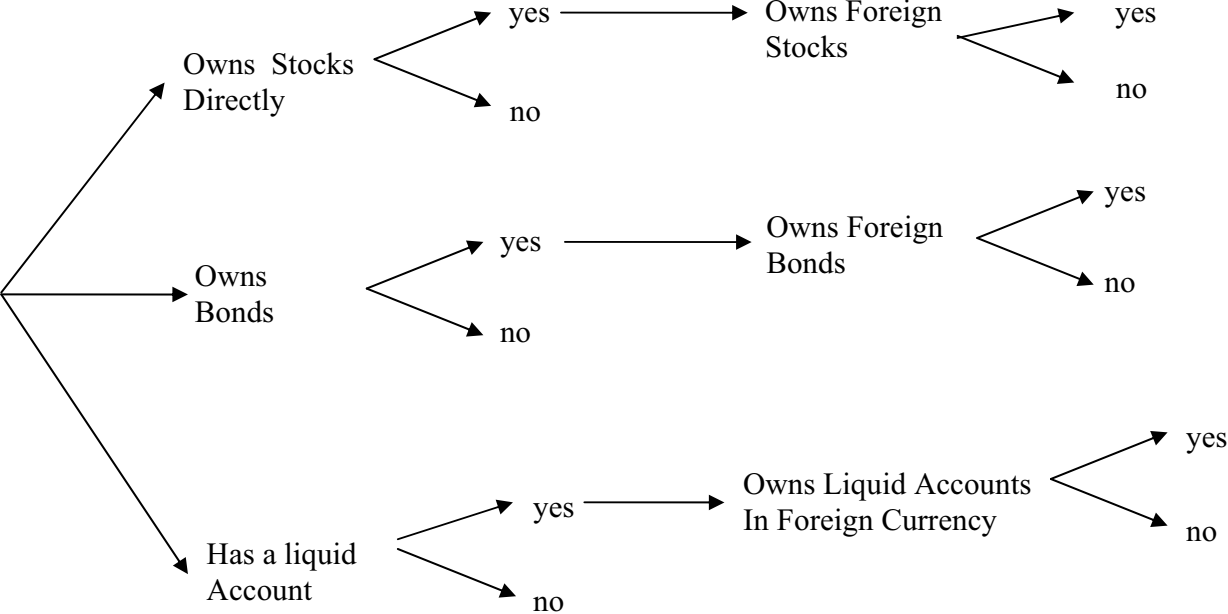 yes
Owns Foreign
Stocks
yes
Owns Stocks
Directly
no
no
yes
Owns Foreign
Bonds
yes
Owns
Bonds
no
no
yes
Owns Liquid Accounts
In Foreign Currency
yes
Has a liquid
Account
no
no